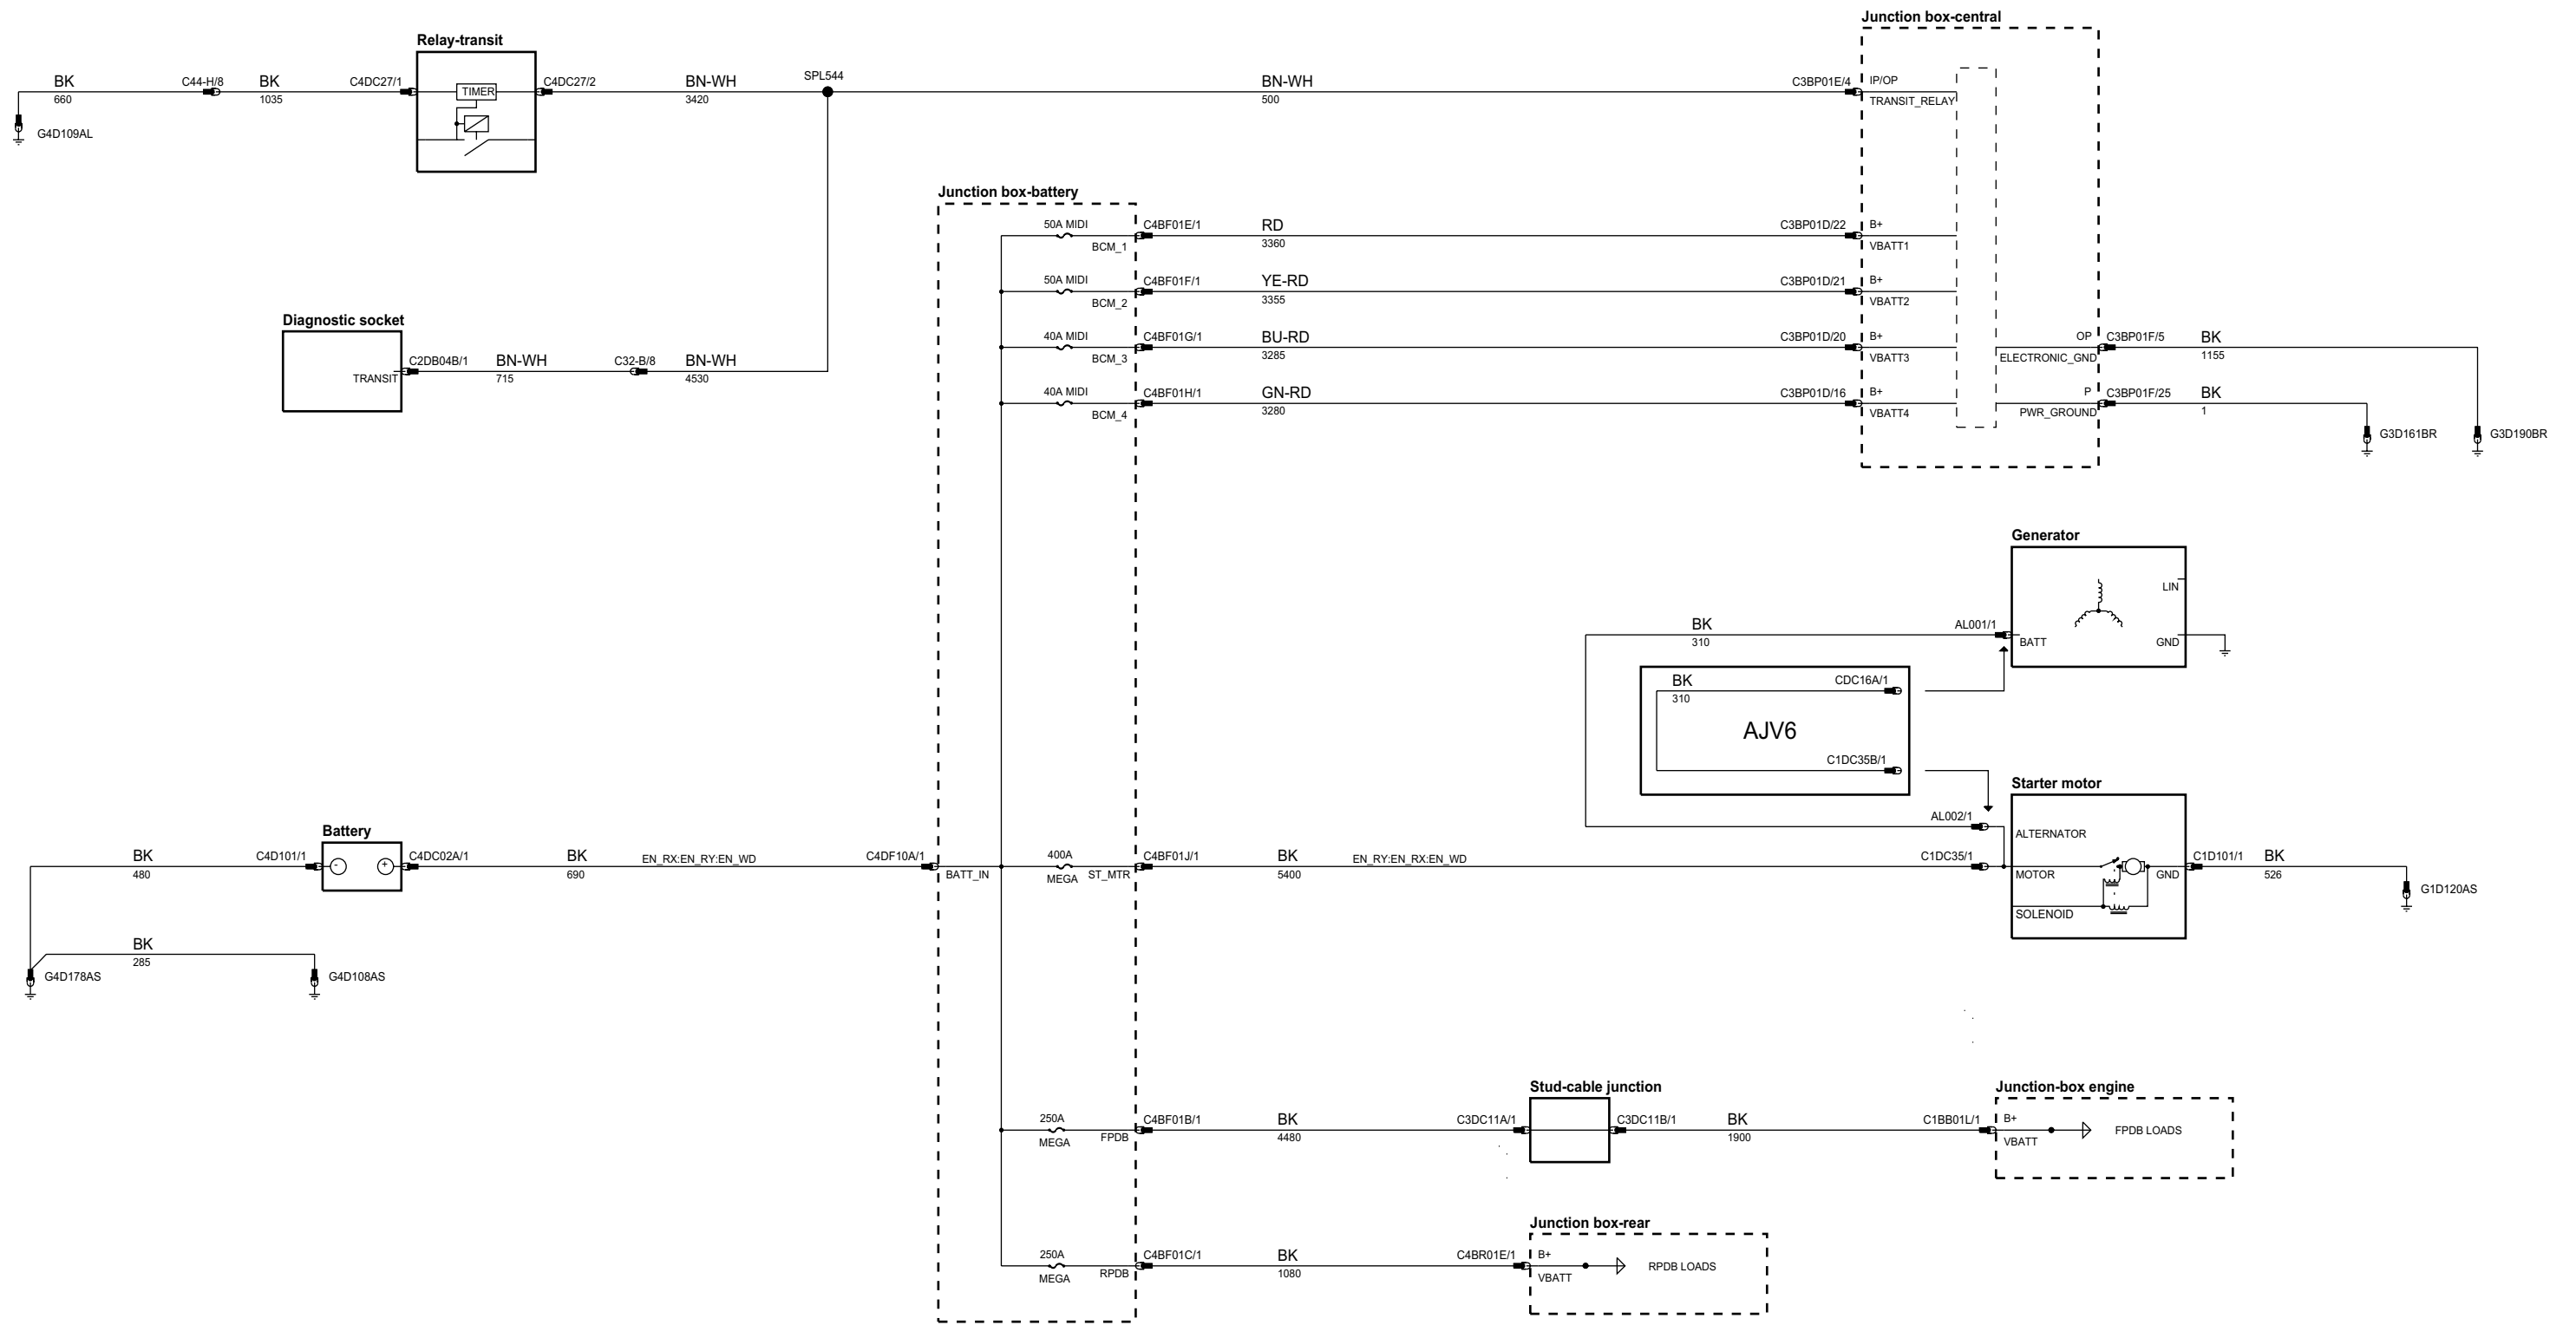 Junction box-central
Relay-transit
BK
660
C44-H/8
BK
1035
C4DC27/1
TIMER
C4DC27/2
BN-WH
3420
SPL544
BN-WH
500
C3BP01E/4
IP/OP
TRANSIT_RELAY
G4D109AL
Junction box-battery
50A MIDI
BCM_1
C4BF01E/1
RD
3360
C3BP01D/22
B+
VBATT1
50A MIDI
BCM_2
C4BF01F/1
YE-RD
3355
C3BP01D/21
B+
VBATT2
Diagnostic socket
TRANSIT
C2DB04B/1
BN-WH
715
C32-B/8
BN-WH
4530
40A MIDI
BCM_3
C4BF01G/1
BU-RD
3285
C3BP01D/20
B+
VBATT3
OP
ELECTRONIC_GND
C3BP01F/5
BK
1155
40A MIDI
BCM_4
C4BF01H/1
GN-RD
3280
C3BP01D/16
B+
VBATT4
P
PWR_GROUND
C3BP01F/25
BK
1
G3D161BR
G3D190BR
Generator
LIN
BK
310
AL001/1
BATT
GND
BK
310
CDC16A/1
AJV6
C1DC35B/1
Starter motor
AL002/1
ALTERNATOR
Battery
BK
480
C4D101/1
-
+
C4DC02A/1
BK
690
EN_RX:EN_RY:EN_WD
C4DF10A/1
BATT_IN
400A
MEGA
ST_MTR
C4BF01J/1
BK
5400
EN_RY:EN_RX:EN_WD
C1DC35/1
MOTOR
GND
SOLENOID
C1D101/1
BK
526
G1D120AS
BK
285
G4D178AS
G4D108AS
Stud-cable junction
Junction-box engine
250A
MEGA
FPDB
C4BF01B/1
BK
4480
C3DC11A/1
C3DC11B/1
BK
1900
C1BB01L/1
B+
VBATT
FPDB LOADS
Junction box-rear
250A
MEGA
RPDB
C4BF01C/1
BK
1080
C4BR01E/1
B+
VBATT
RPDB LOADS